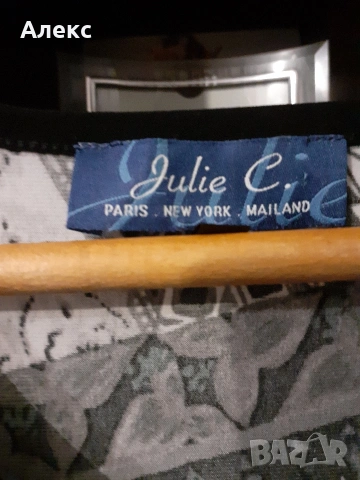 Алекс
Julie C.
PARIS . NEW YORK . MAILAND
BAZAR